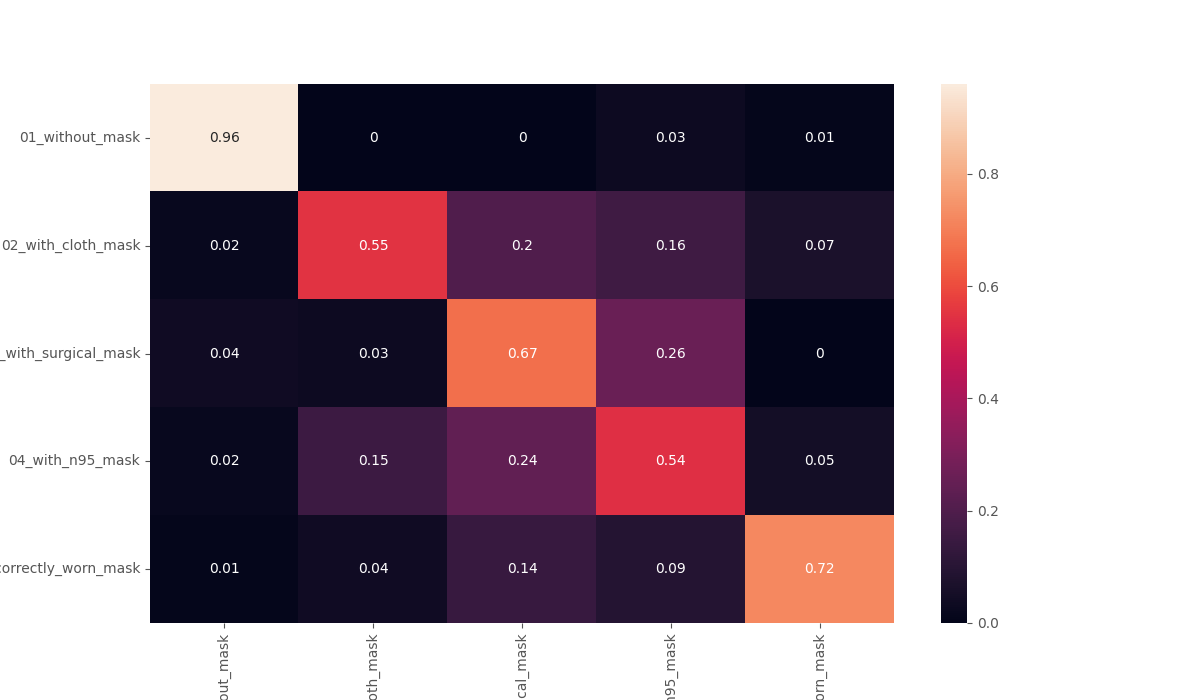 01_without_mask 0.96 0 0 0.03 0.01
02_with_cloth_mask 0.02 0.55 0.2 0.16 0.07
_with_surgical_mask 0.04 0.03 0.67 0.26 0
04_with_n95_mask 0.02 0.15 0.24 0.54 0.05
correctly_worn_mask 0.01 0.04 0.14 0.09 0.72
out_mask
oth_mask
cal_mask
n95_mask
orn_mask
0.8
0.6
0.4
0.2
0.0